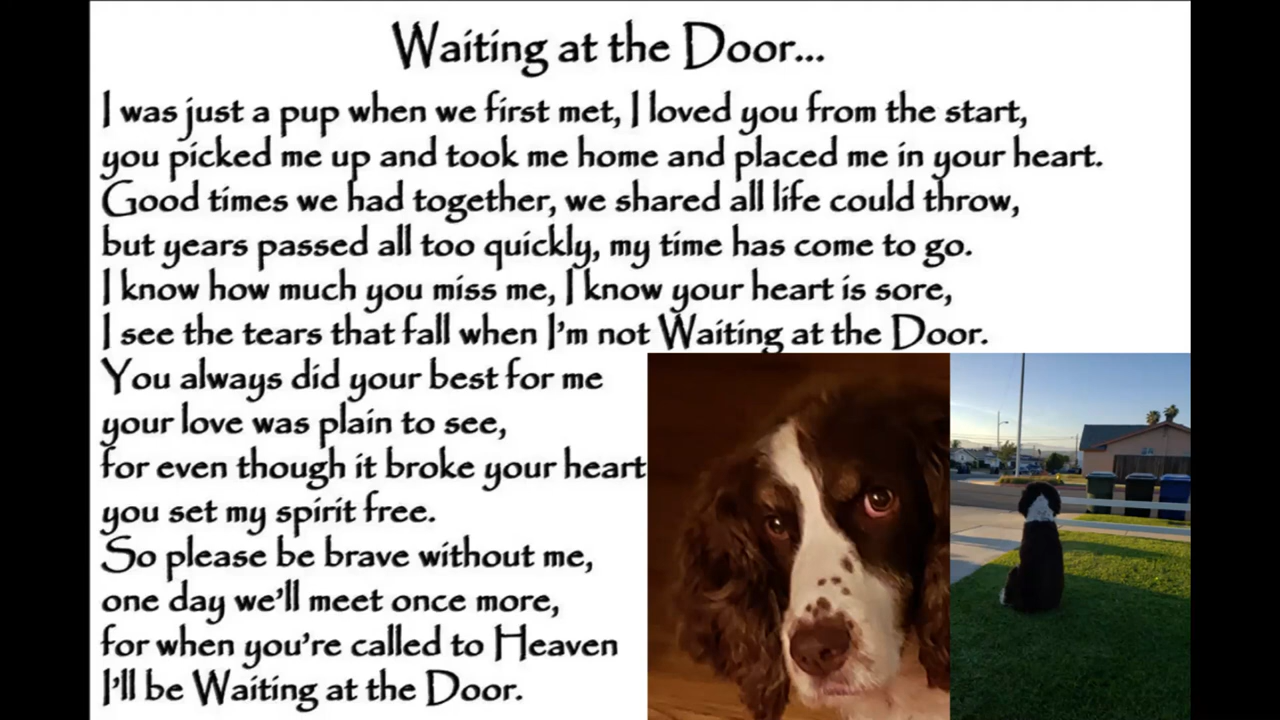 Waiting at the Door...
I was just a pup when we first met, I loved you from the start,
you picked me up and took me home and placed me in your heart.
Good times we had together, we shared all life could throw,
but years passed all too quickly, my time has come to go.
I know how much you miss me, I know your heart is sore,
I see the tears that fall when I'm not Waiting at the Door.
You always did your best for me
your love was plain to see,
for even though it broke your heart
you set my spirit free.
So please be brave without me,
one day we'll meet once more,
for when you're called to Heaven
I'll be Waiting at the Door.